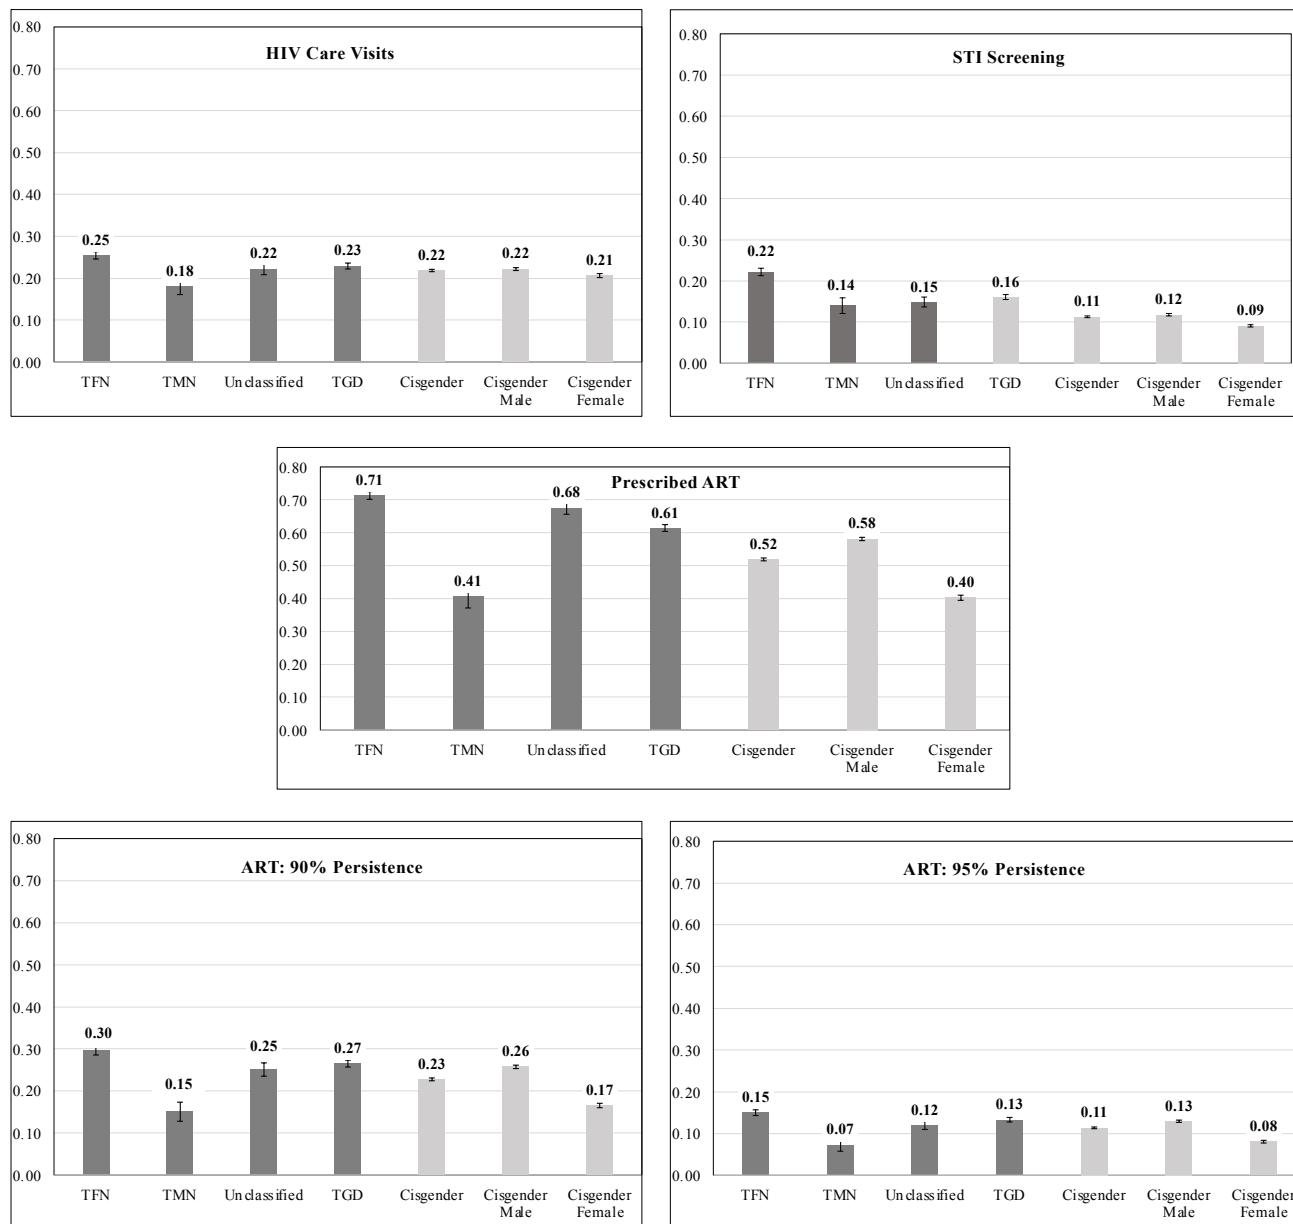 HIV Care Visits
0.80
0.70
0.60
0.50
0.40
0.30
0.20
0.10
0.00
0.25
0.18
0.22
0.23
0.22
0.22
0.21
TFN
TMN
Unclassified
TGD
Cisgender
Cisgender
Male
Cisgender
Female
STI Screening
0.80
0.70
0.60
0.50
0.40
0.30
0.20
0.10
0.00
0.22
0.14
0.15
0.16
0.11
0.12
0.09
TFN
TMN
Unclassified
TGD
Cisgender
Cisgender
Male
Cisgender
Female
Prescribed ART
0.80
0.70
0.60
0.50
0.40
0.30
0.20
0.10
0.00
0.71
0.41
0.68
0.61
0.52
0.58
0.40
TFN
TMN
Unclassified
TGD
Cisgender
Cisgender
Male
Cisgender
Female
ART: 90% Persistence
0.80
0.70
0.60
0.50
0.40
0.30
0.20
0.10
0.00
0.30
0.15
0.25
0.27
0.23
0.26
0.17
TFN
TMN
Unclassified
TGD
Cisgender
Cisgender
Male
Cisgender
Female
ART: 95% Persistence
0.80
0.70
0.60
0.50
0.40
0.30
0.20
0.10
0.00
0.15
0.07
0.12
0.13
0.11
0.13
0.08
TFN
TMN
Unclassified
TGD
Cisgender
Cisgender
Male
Cisgender
Female